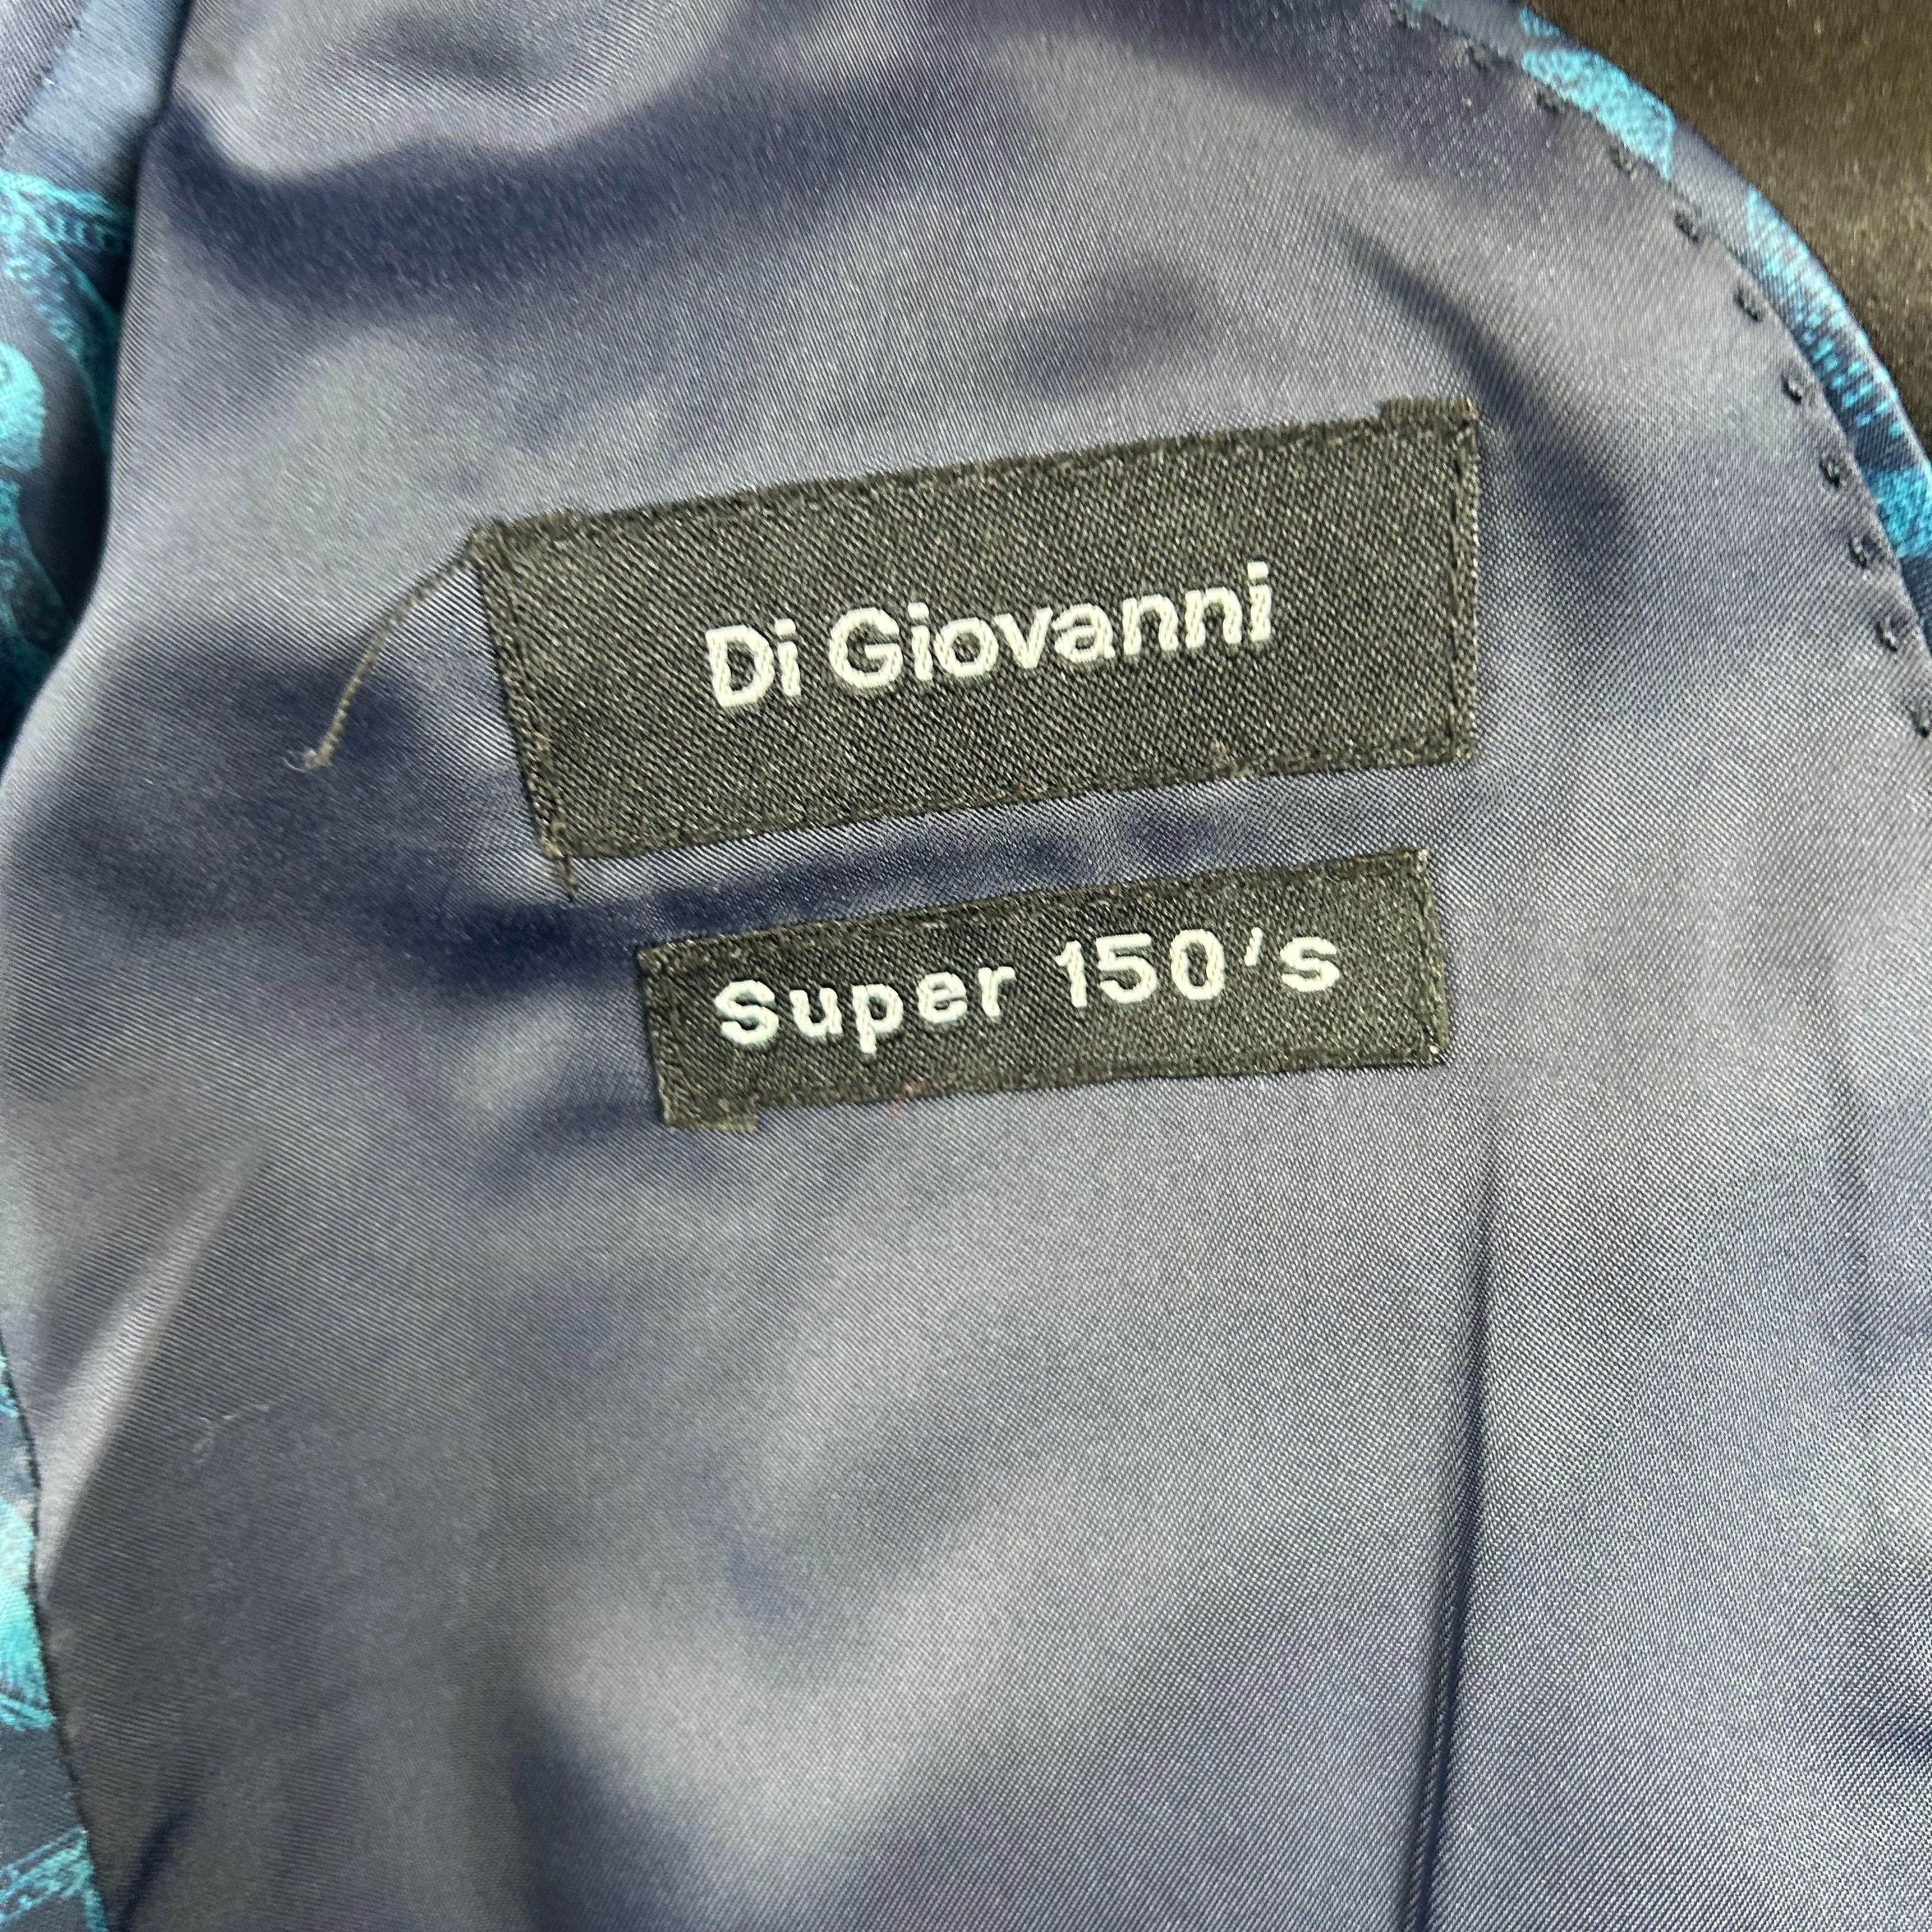 Di Giovanni
Super 150's